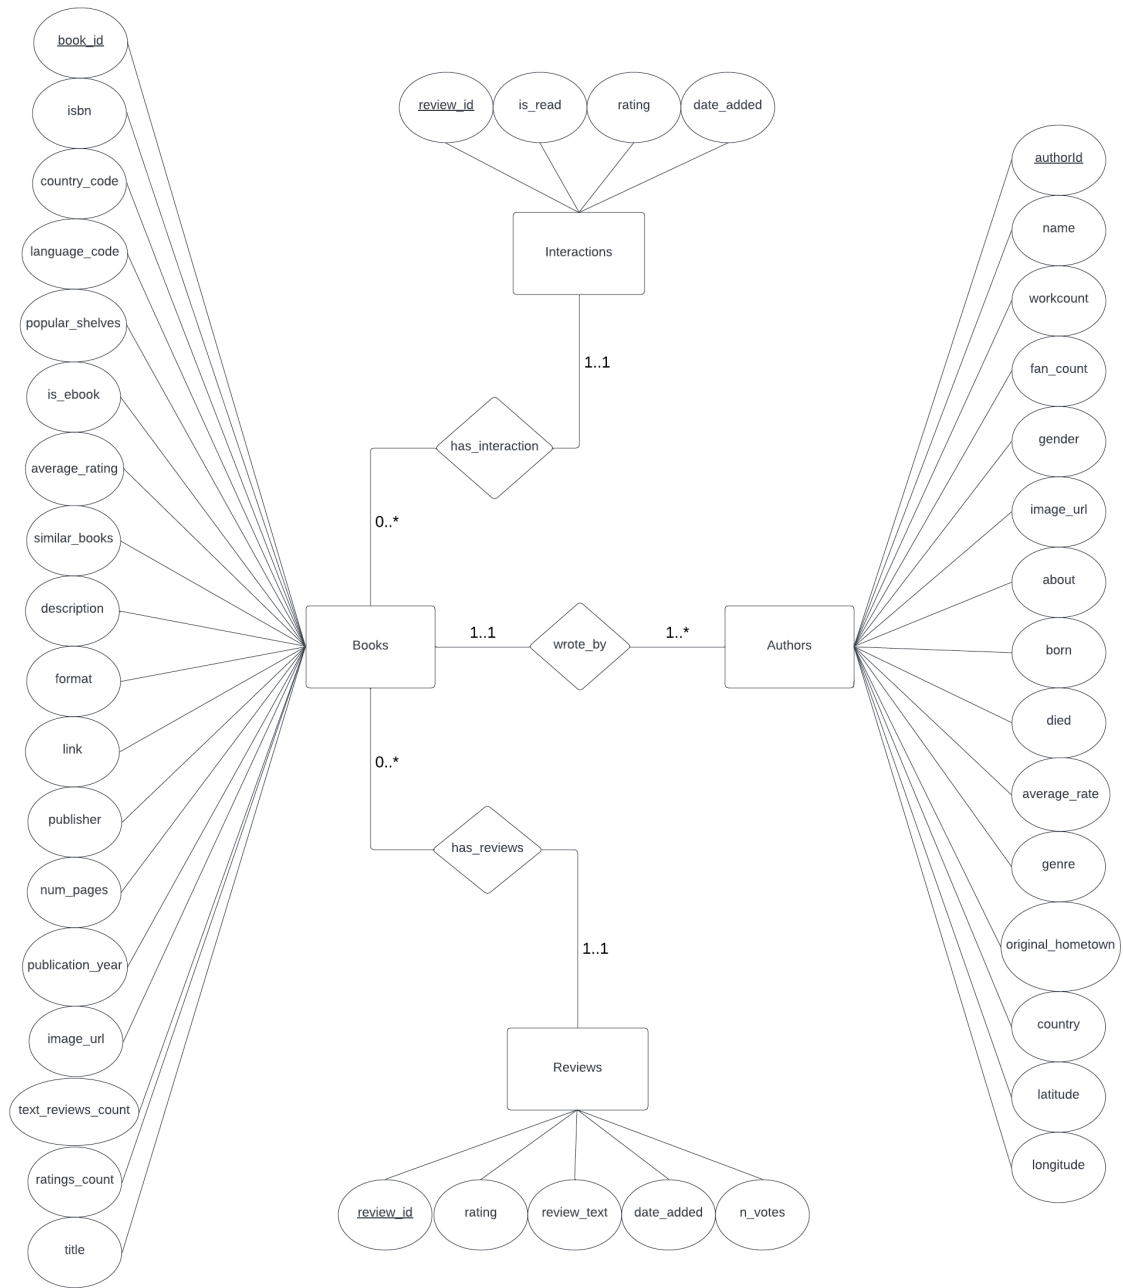 book_id
isbn
country_code
language_code
popular_shelves
is_ebook
average_rating
similar_books
description
format
link
publisher
num_pages
publication_year
image_url
text_reviews_count
ratings_count
title
review_id
is_read
rating
date_added
Interactions
1..1
has_interaction
0..*
Books
1..1
wrote_by
1..*
Authors
0..*
has_reviews
1..1
Reviews
review_id
rating
review_text
date_added
n_votes
authorId
name
workcount
fan_count
gender
image_url
about
born
died
average_rate
genre
original_hometown
country
latitude
longitude